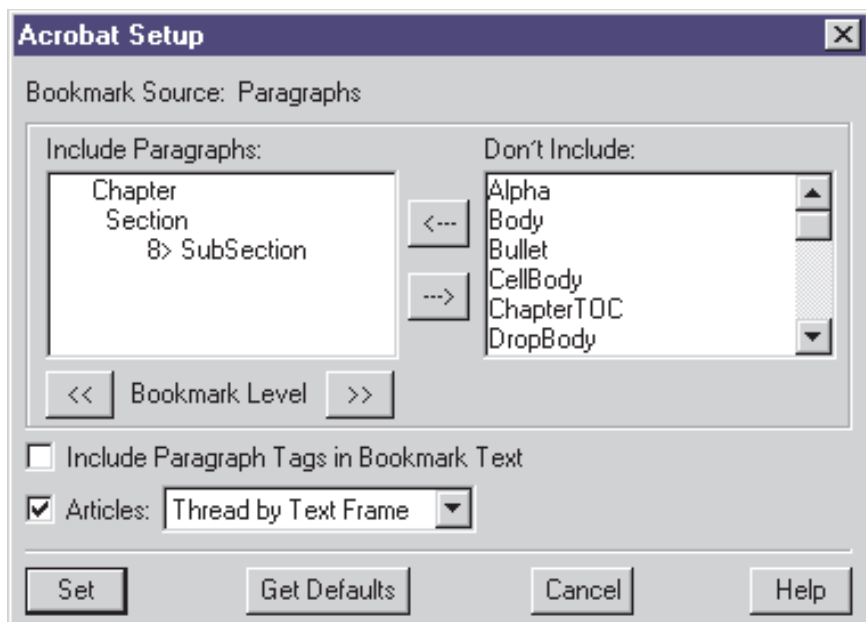 Acrobat Setup
Bookmark Source: Paragraphs
Include Paragraphs:
Chapter
Section
8> SubSection
<---
--->
Don't Include:
Alpha
Body
Bullet
CellBody
ChapterTOC
DropBody
<< Bookmark Level >>
Include Paragraph Tags in Bookmark Text
Articles: Thread by Text Frame
Set Get Defaults Cancel Help